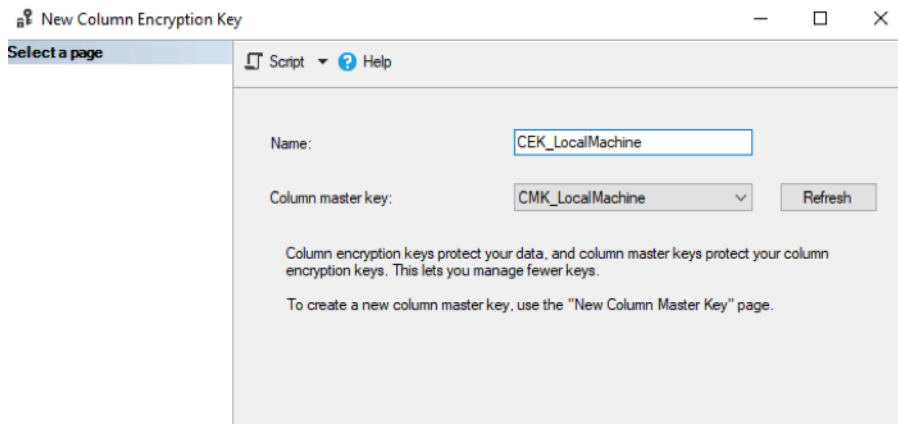 New Column Encryption Key
Select a page
Script
Help
Name:
CEK_LocalMachine
Column master key:
CMK_LocalMachine
Refresh
Column encryption keys protect your data, and column master keys protect your column
encryption keys. This lets you manage fewer keys.
To create a new column master key, use the "New Column Master Key" page.